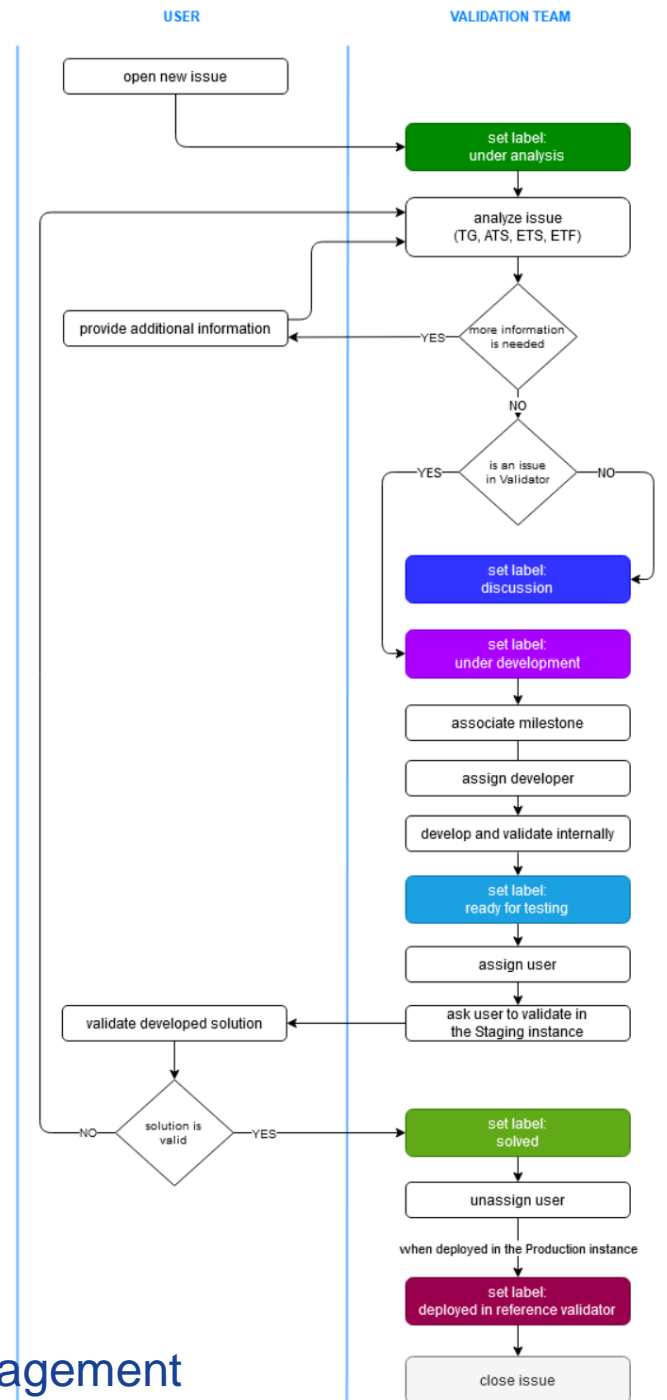 USER
VALIDATION TEAM
open new issue
set label:
under analysis
analyze issue
(TG, ATS, ETS, ETF)
provide additional information
YES
more information
is needed
NO
YES
is an issue
in Validator
NO
set label:
discussion
set label:
under development
associate milestone
assign developer
develop and validate internally
set label:
ready for testing
assign user
validate developed solution
ask user to validate in
the Staging instance
NO
solution is
valid
YES
set label:
solved
unassign user
when deployed in the Production instance
set label:
deployed in reference validator
close issue
agement